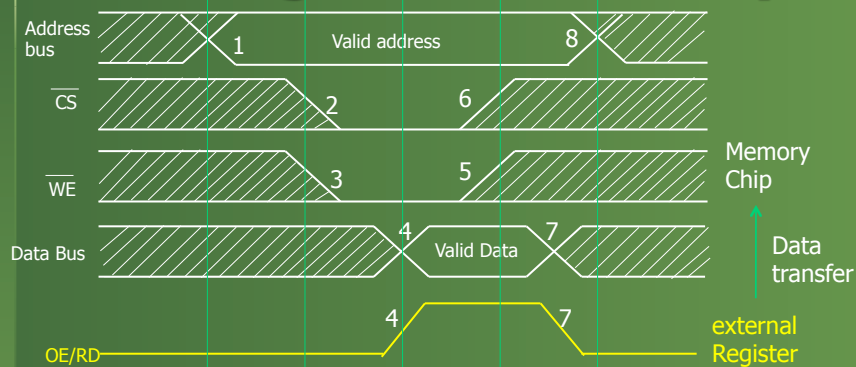 Address
bus
1
Valid address
8
CS
2
6
WE
3
5
Memory
Chip
Data Bus
4
Valid Data
7
Data
transfer
4
7
external
Register
OE/RD